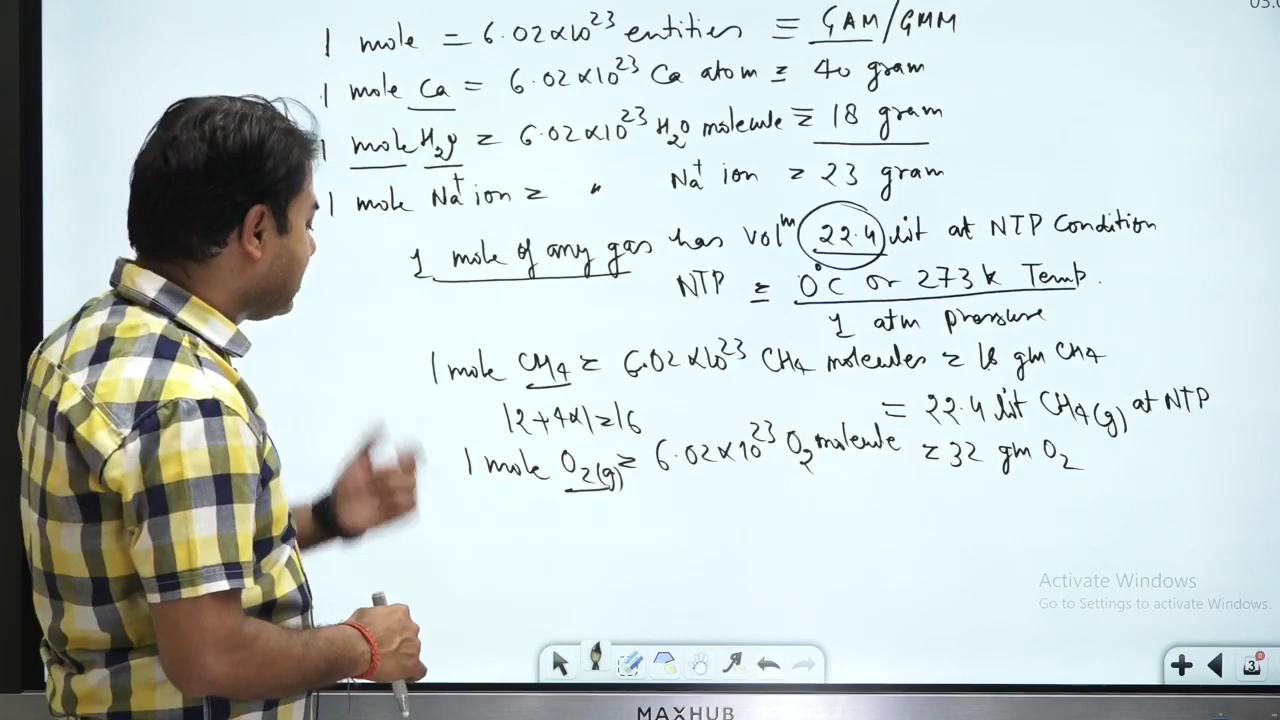 03:0
1 mole = 6.02×10²³ entities ≡ GAM/GMM
1 mole Ca = 6.02×10²³ Ca atom ≡ 40 gram
1 mole H₂O = 6.02×10²³ H₂O molecule ≡ 18 gram
1 mole Na⁺ ion = " Na⁺ ion = 23 gram
1 mole of any gas has volᵐ 22.4 lit at NTP Condition
NTP = 0°C or 273 k Temp.
1 atm pressure
1 mole CH₄ = 6.02×10²³ CH₄ molecules = 16 gm CH₄
12+4×1=16
= 22.4 lit CH₄(g) at NTP
1 mole O₂(g) = 6.02×10²³ O₂ molecule = 32 gm O₂
Activate Windows
Go to Settings to activate Windows.
3
MAXHUB